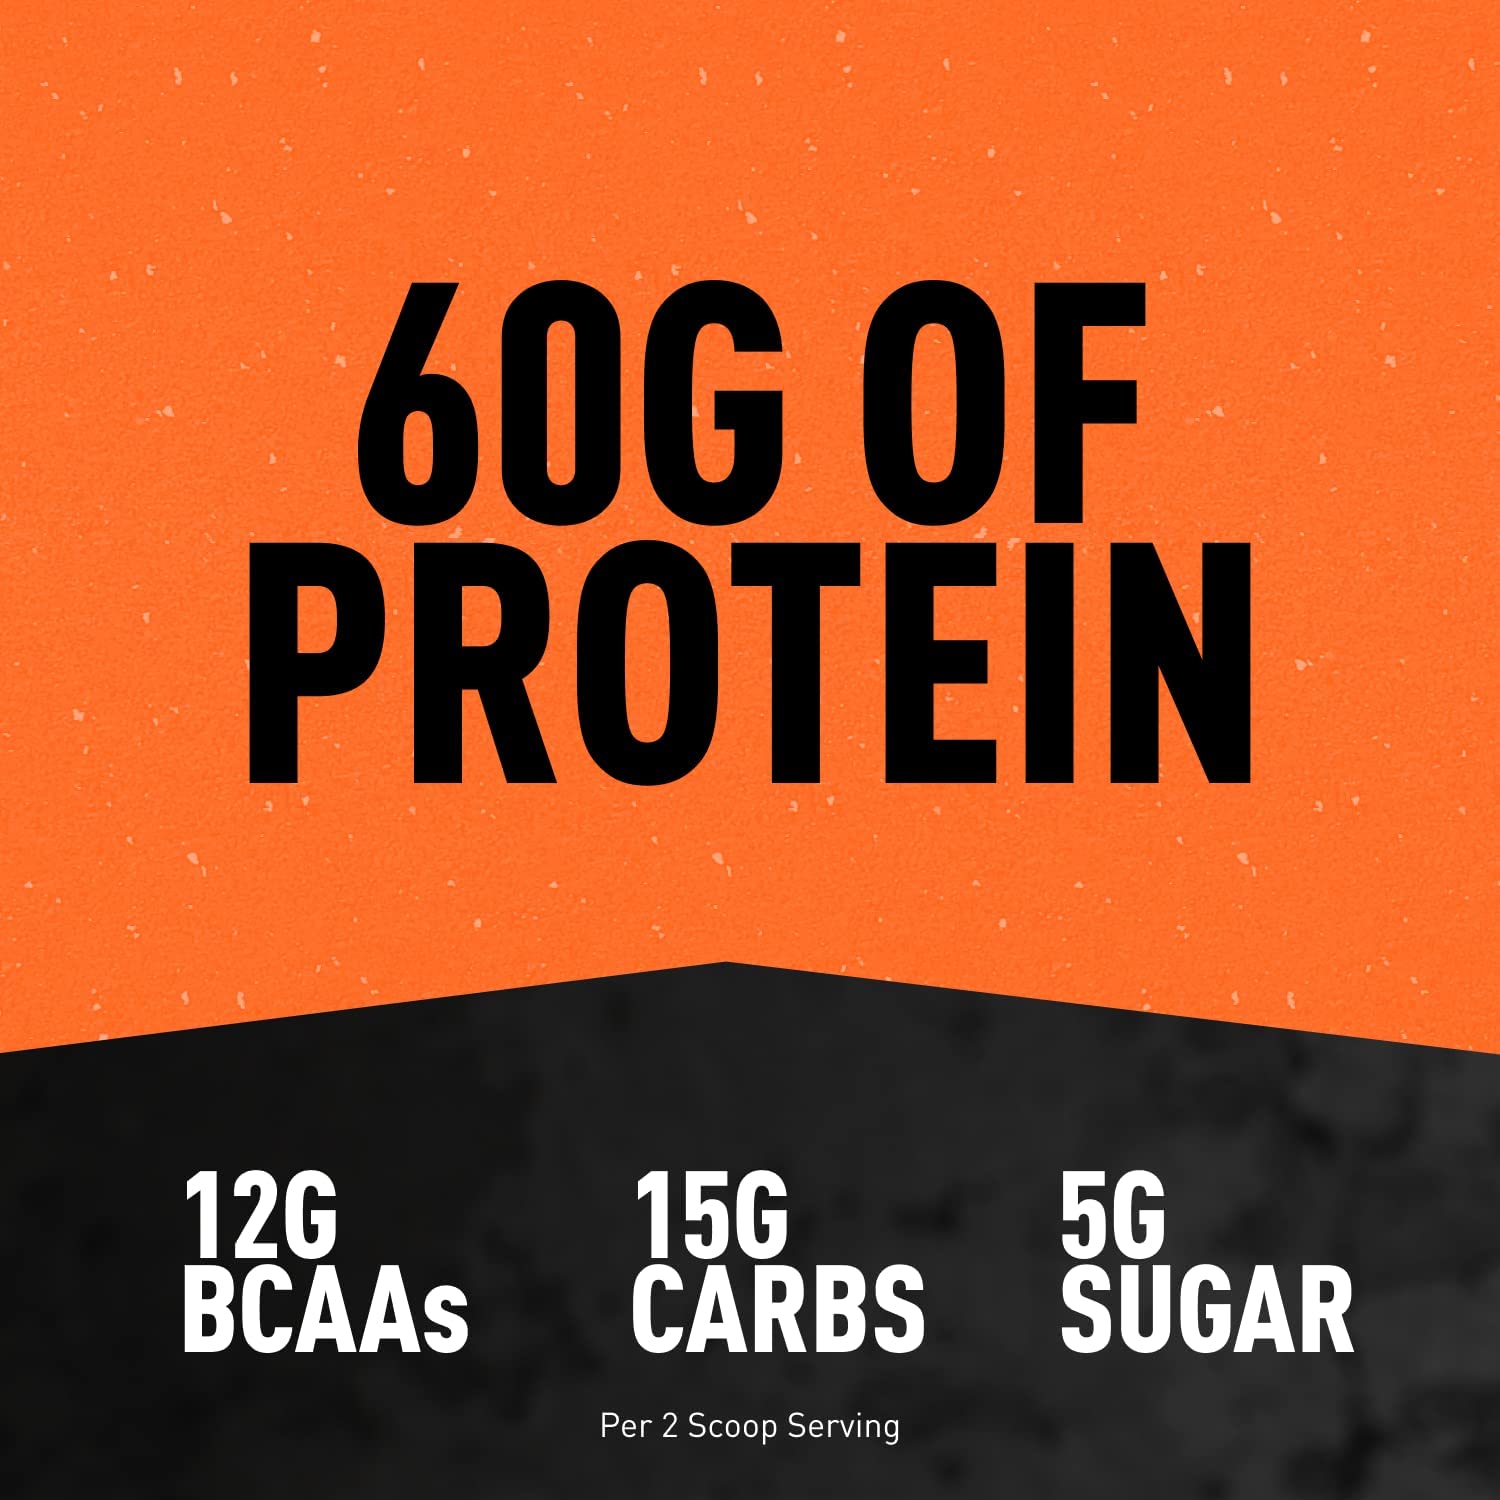 60G OF
PROTEIN
12G
BCAAs
15G
CARBS
5G
SUGAR
Per 2 Scoop Serving